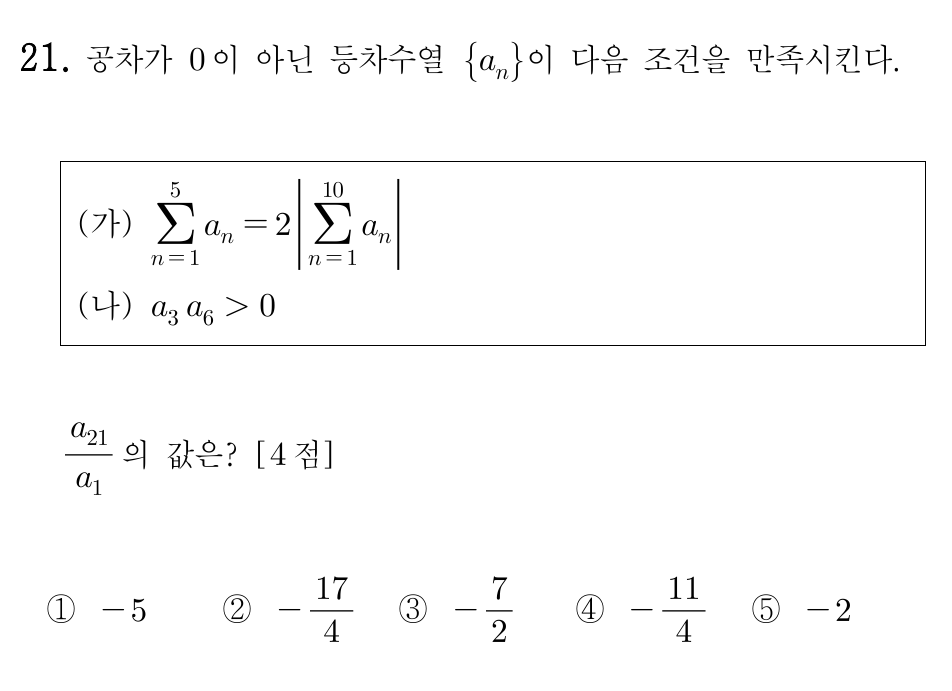 21. 공차가 0이 아닌 등차수열 {aₙ}이 다음 조건을 만족시킨다.
(가) \sum_{n=1}^{5} a_n = 2 \left| \sum_{n=1}^{10} a_n \right|
(나) a₃ a₆ > 0
\frac{a_{21}}{a_1} 의 값은? [4점]
① −5 ② −\frac{17}{4} ③ −\frac{7}{2} ④ −\frac{11}{4} ⑤ −2